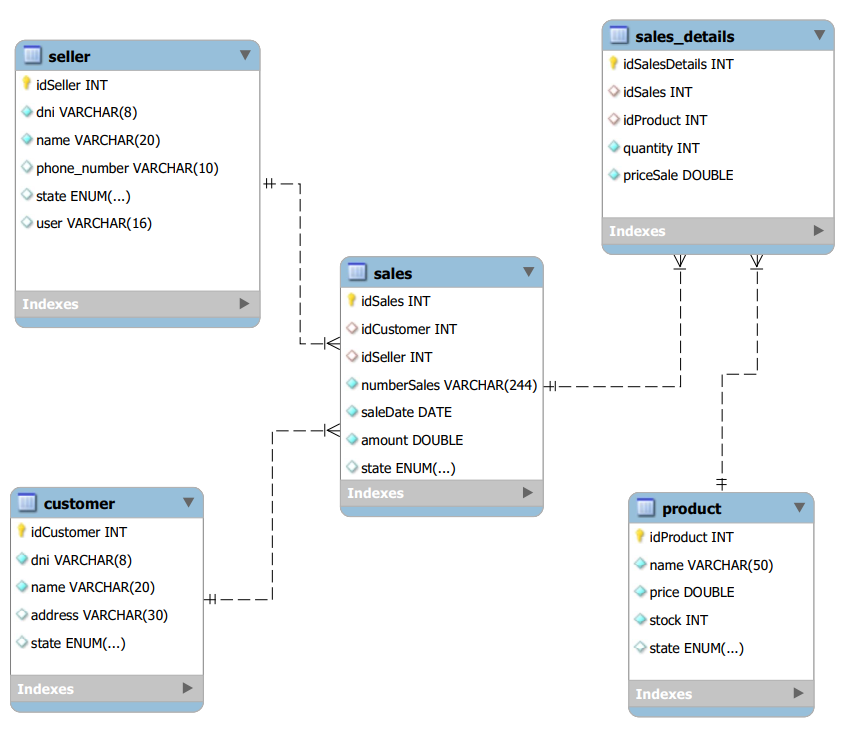 seller
idSeller INT
dni VARCHAR(8)
name VARCHAR(20)
phone_number VARCHAR(10)
state ENUM(...)
user VARCHAR(16)
Indexes
sales_details
idSalesDetails INT
idSales INT
idProduct INT
quantity INT
priceSale DOUBLE
Indexes
sales
idSales INT
idCustomer INT
idSeller INT
numberSales VARCHAR(244)
saleDate DATE
amount DOUBLE
state ENUM(...)
Indexes
customer
idCustomer INT
dni VARCHAR(8)
name VARCHAR(20)
address VARCHAR(30)
state ENUM(...)
Indexes
product
idProduct INT
name VARCHAR(50)
price DOUBLE
stock INT
state ENUM(...)
Indexes